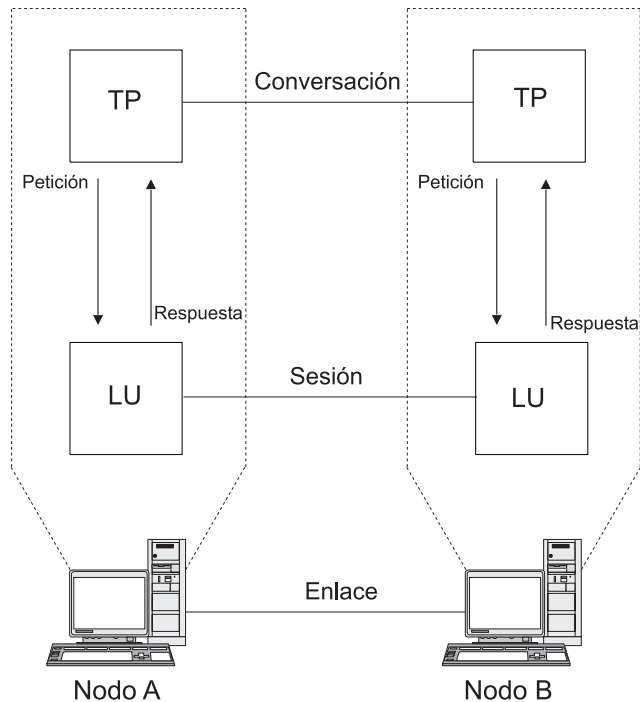 TP
Conversación
TP
Petición
Petición
Respuesta
Respuesta
LU
Sesión
LU
Enlace
Nodo A
Nodo B